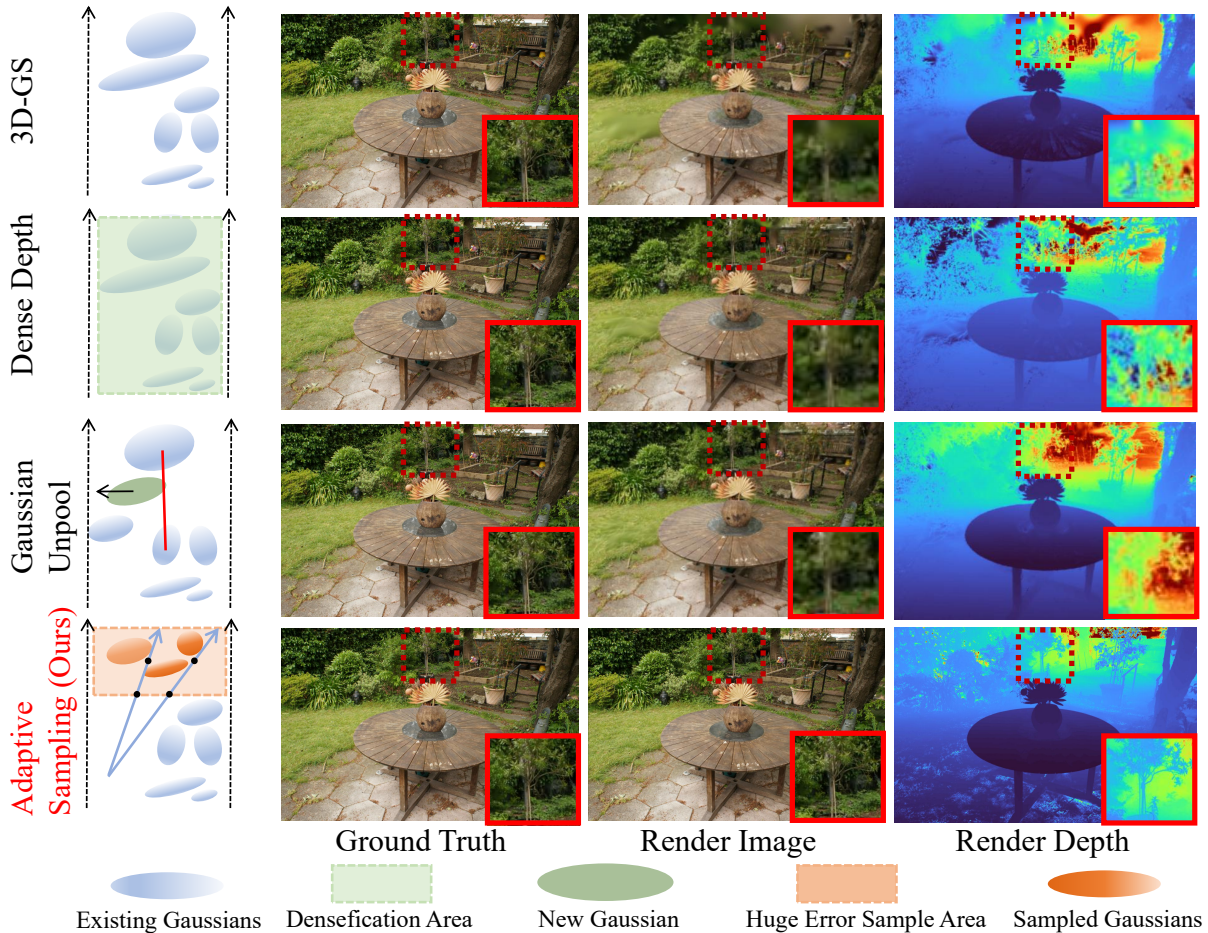 3D-GS
Dense Depth
Gaussian
Unpool
Adaptive
Sampling (Ours)
Ground Truth
Render Image
Render Depth
Existing Gaussians
Densefication Area
New Gaussian
Huge Error Sample Area
Sampled Gaussians